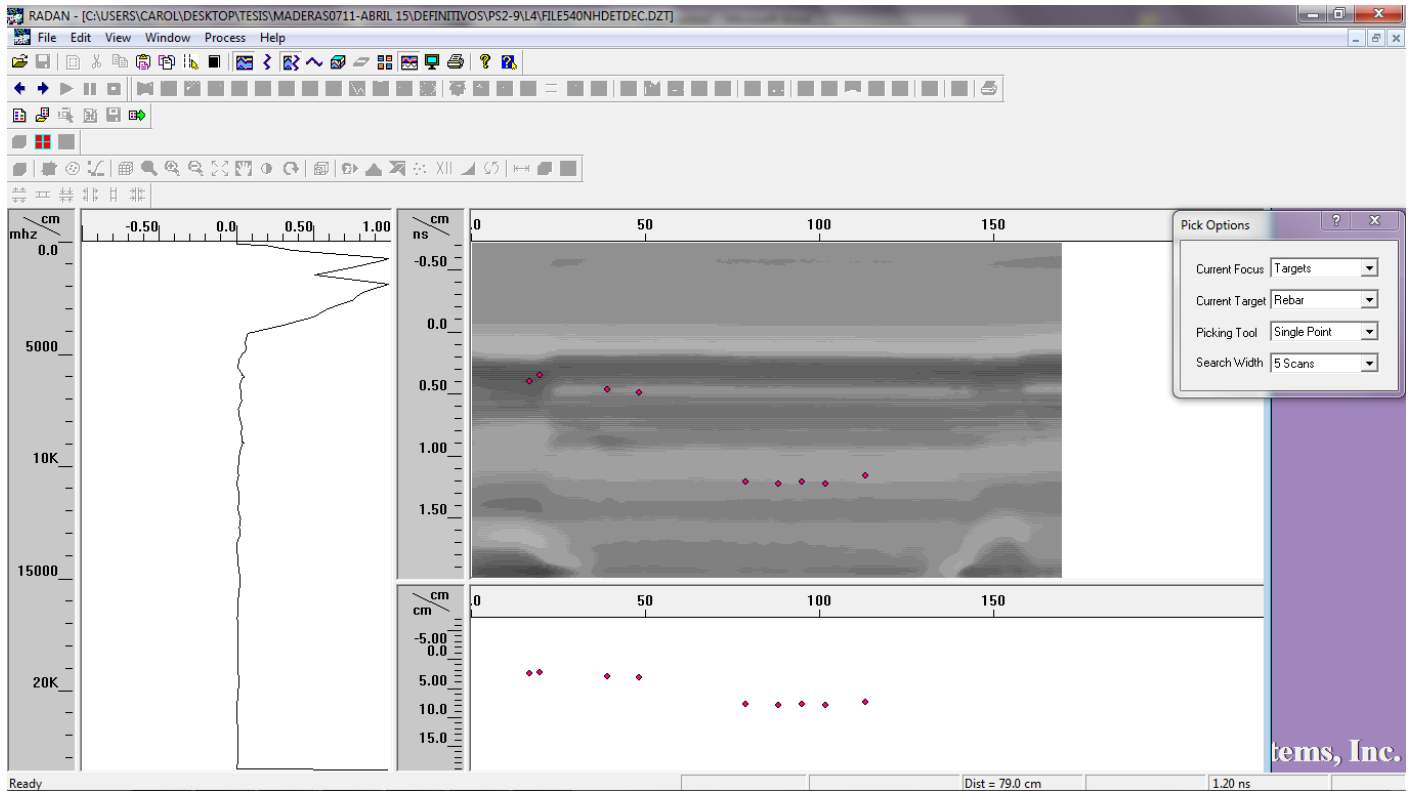 RADAN - [C:\USERS\CAROL\DESKTOP\TESIS\MADERAS0711-ABRIL 15\DEFINITIVOS\PS2-9\L4\FILE540NHDETDEC.DZT]
File Edit View Window Process Help
XII
cm
mhz
-0.50 0.0 0.50 1.00
0.0
5000
10K
15000
20K
cm
ns
.0 50 100 150
-0.50
0.0
0.50
1.00
1.50
cm
cm
.0 50 100 150
-5.00
0.0
5.00
10.0
15.0
Pick Options
Current Focus Targets
Current Target Rebar
Picking Tool Single Point
Search Width 5 Scans
tems, Inc.
Ready Dist = 79.0 cm 1.20 ns